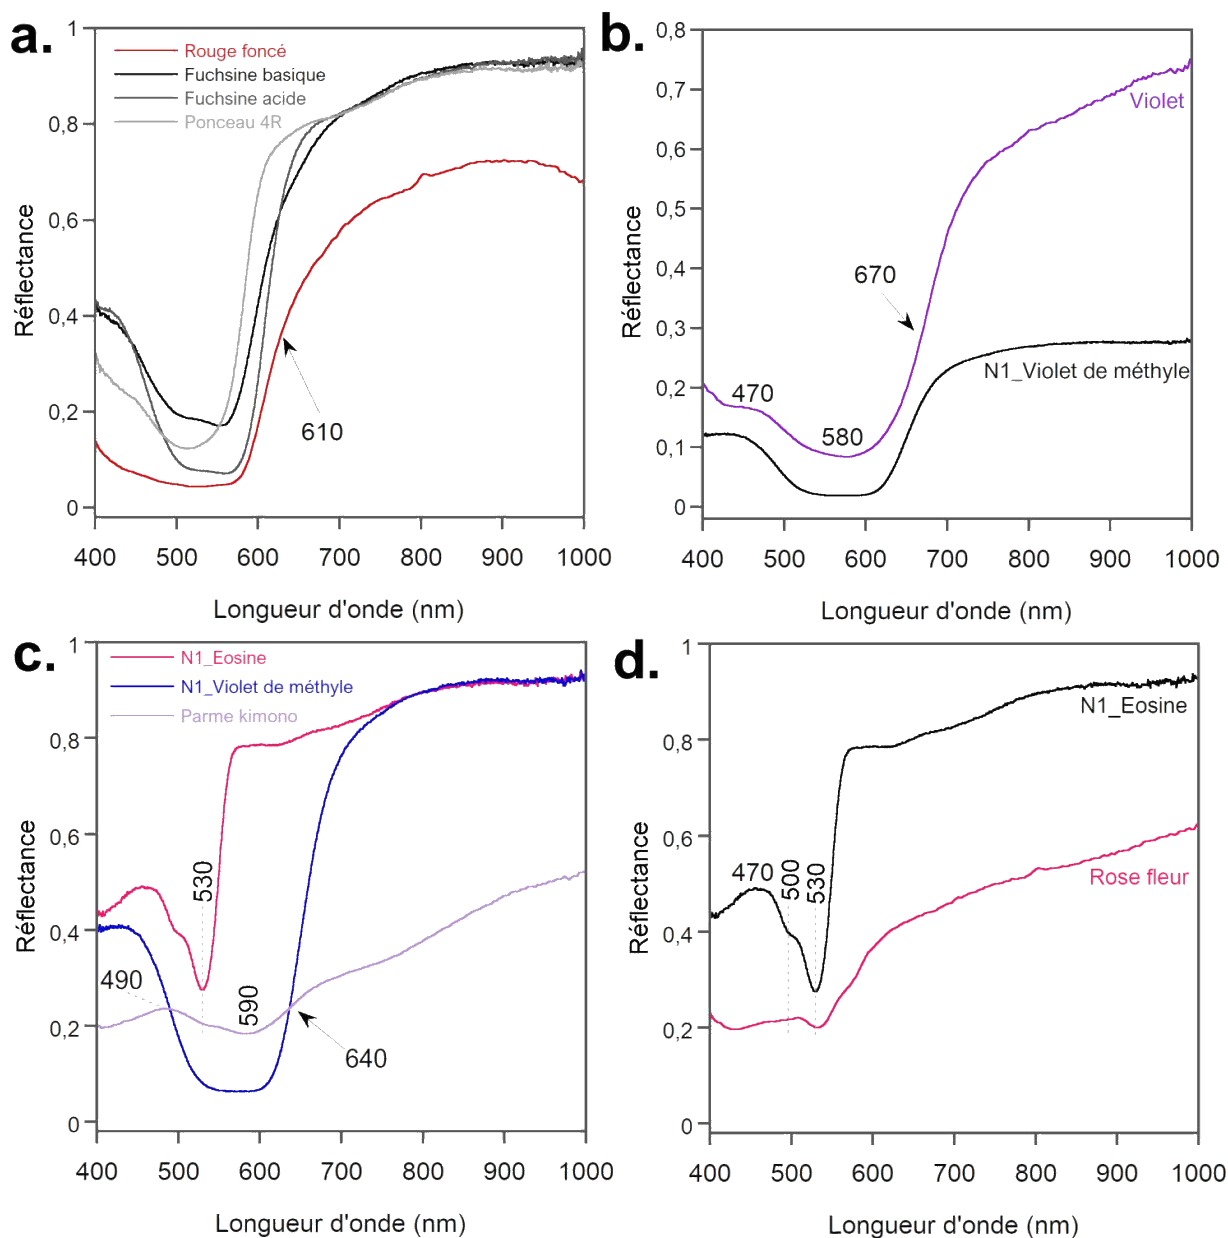 a.
Rouge foncé
Fuchsine basique
Fuchsine acide
Ponceau 4R
1
0,8
0,6
0,4
0,2
0
Réflectance
610
400 500 600 700 800 900 1000
Longueur d'onde (nm)
b.
0,8
0,7
0,6
0,5
0,4
0,3
0,2
0,1
0
Réflectance
Violet
670
N1_Violet de méthyle
470
580
400 500 600 700 800 900 1000
Longueur d'onde (nm)
c.
N1_Eosine
N1_Violet de méthyle
Parme kimono
1
0,8
0,6
0,4
0,2
0
Réflectance
530
490
590
640
400 500 600 700 800 900 1000
Longueur d'onde (nm)
d.
1
0,8
0,6
0,4
0,2
0
Réflectance
N1_Eosine
470
500
530
Rose fleur
400 500 600 700 800 900 1000
Longueur d'onde (nm)